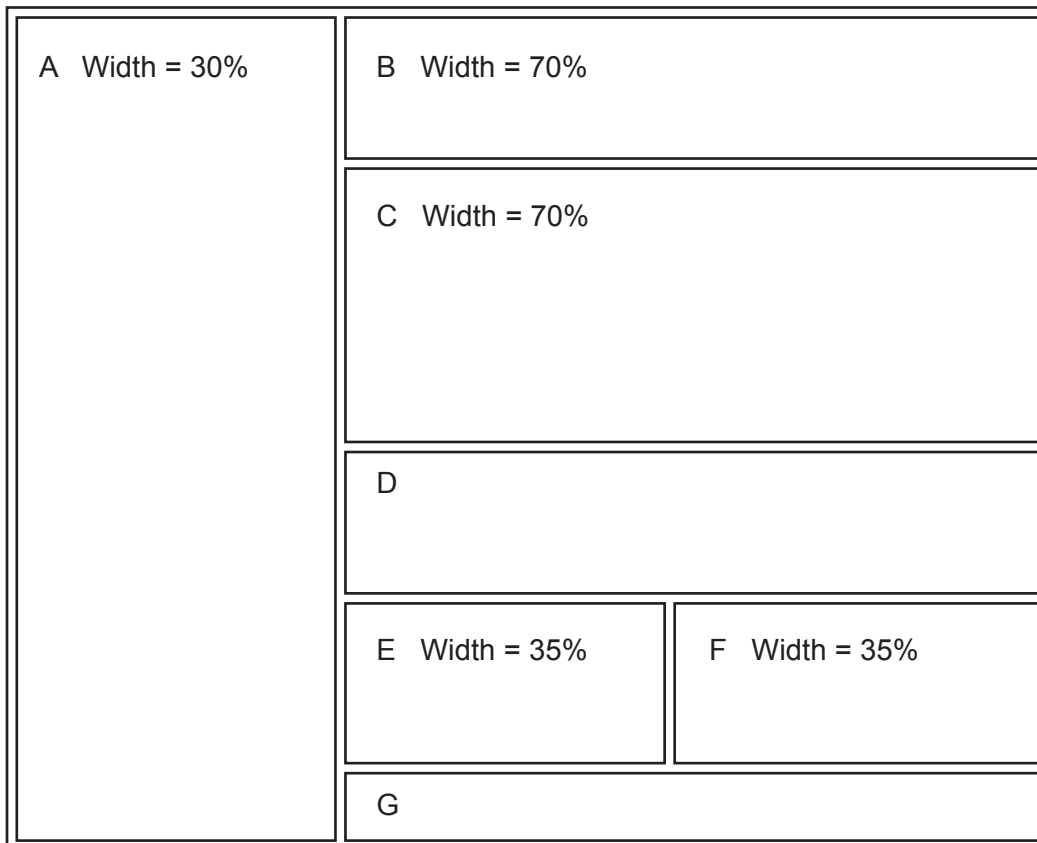 A Width = 30%
B Width = 70%
C Width = 70%
D
E Width = 35%
F Width = 35%
G